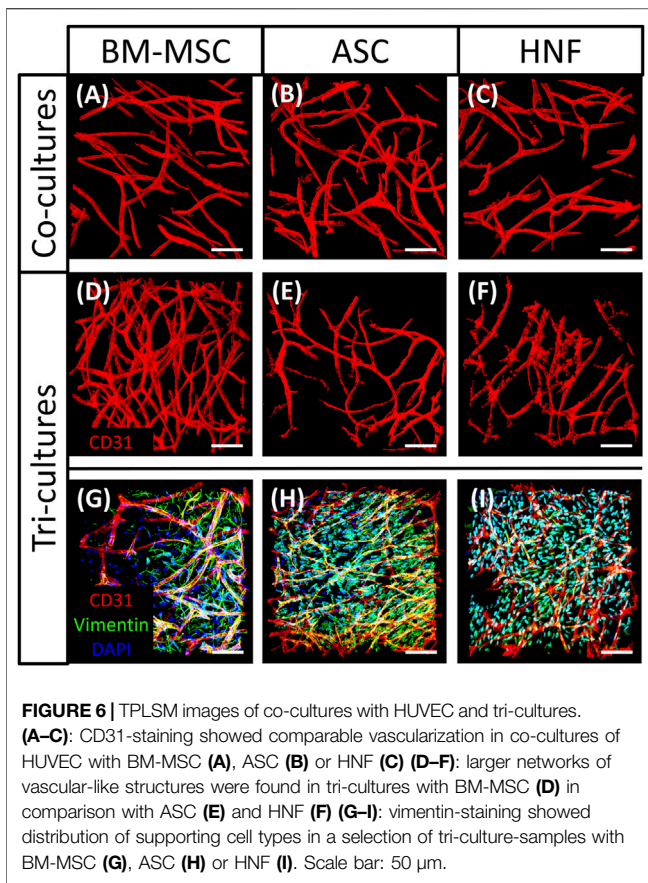 BM-MSC ASC HNF
Co-cultures
(A) (B) (C)
Tri-cultures
(D) (E) (F)
CD31
(G) (H) (I)
CD31
Vimentin
DAPI
FIGURE 6 | TPLSM images of co-cultures with HUVEC and tri-cultures.
(A–C): CD31-staining showed comparable vascularization in co-cultures of
HUVEC with BM-MSC (A), ASC (B) or HNF (C) (D–F): larger networks of
vascular-like structures were found in tri-cultures with BM-MSC (D) in
comparison with ASC (E) and HNF (F) (G–I): vimentin-staining showed
distribution of supporting cell types in a selection of tri-culture-samples with
BM-MSC (G), ASC (H) or HNF (I). Scale bar: 50 μm.